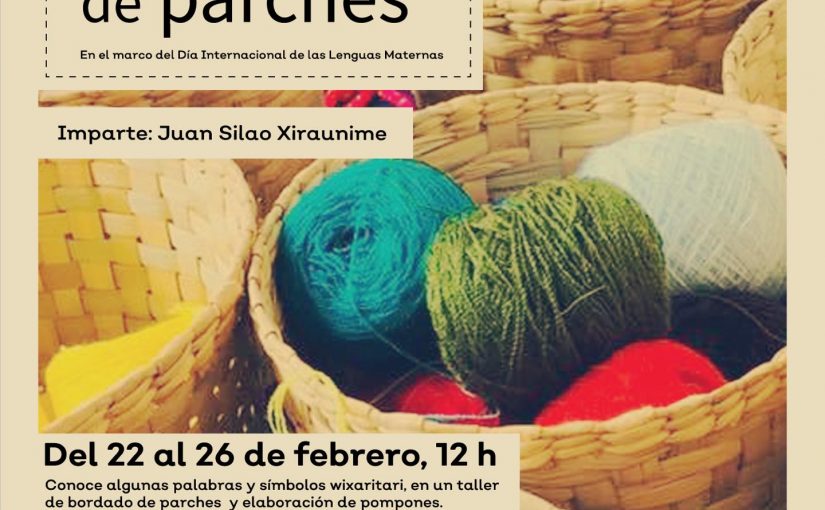 de parches
En el marco del Día Internacional de las Lenguas Maternas
Imparte: Juan Silao Xiraunime
Del 22 al 26 de febrero, 12 h
Conoce algunas palabras y símbolos wixaritari, en un taller
de bordado de parches y elaboración de pompones.